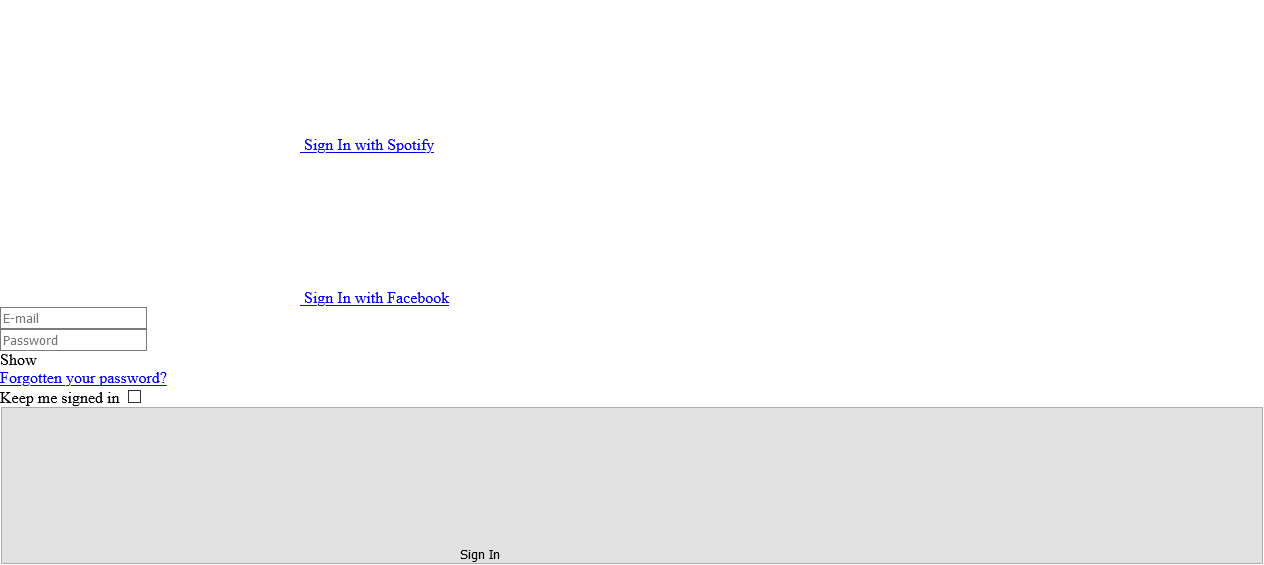 Sign In with Spotify
Sign In with Facebook
E-mail
Password
Show
Forgotten your password?
Keep me signed in
Sign In